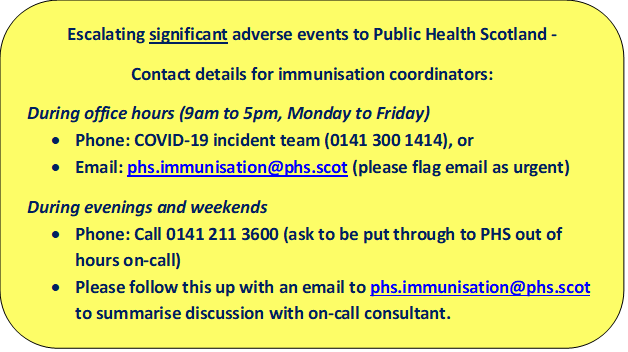 Escalating significant adverse events to Public Health Scotland -
Contact details for immunisation coordinators:
During office hours (9am to 5pm, Monday to Friday)
• Phone: COVID-19 incident team (0141 300 1414), or
• Email: phs.immunisation@phs.scot (please flag email as urgent)
During evenings and weekends
• Phone: Call 0141 211 3600 (ask to be put through to PHS out of
hours on-call)
• Please follow this up with an email to phs.immunisation@phs.scot
to summarise discussion with on-call consultant.